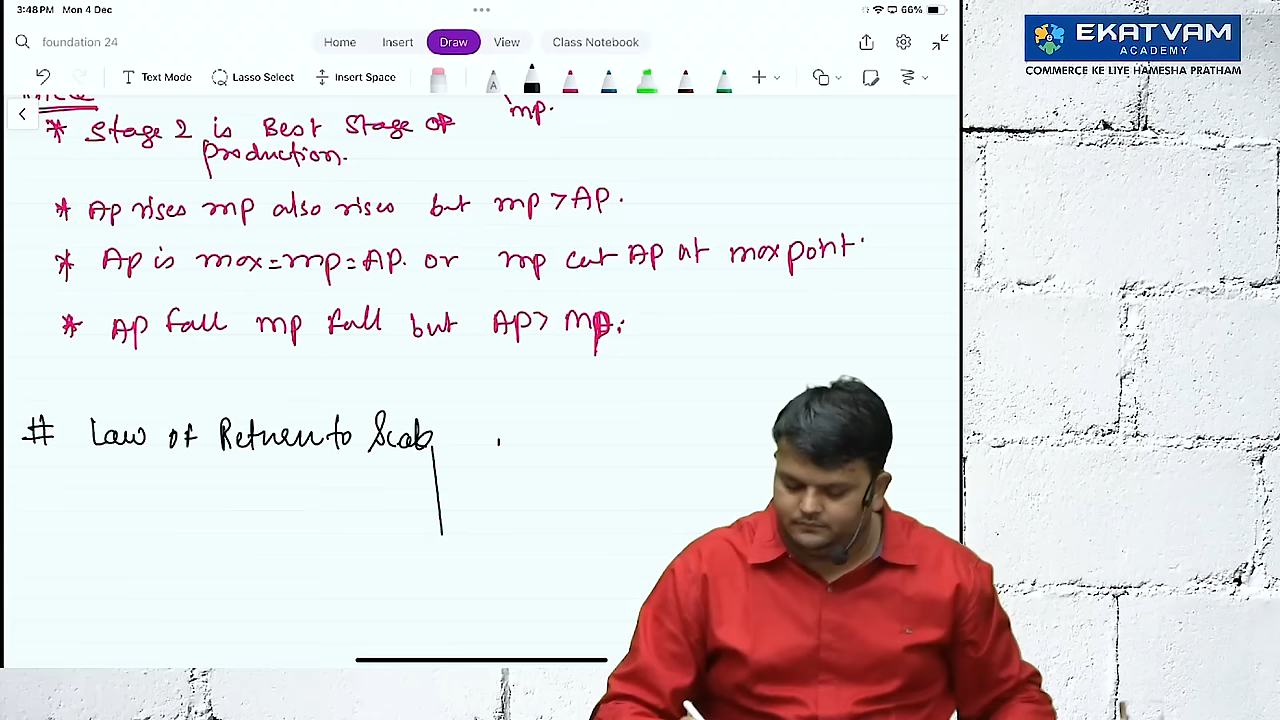 3:48 PM Mon 4 Dec
66%
foundation 24
Home Insert Draw View Class Notebook
Text Mode Lasso Select Insert Space
EKATVAM
ACADEMY
COMMERCE KE LIYE HAMESHA PRATHAM
mp.
* Stage 2 is Best Stage of
production.
* Ap rises mp also rises but mp > Ap.
* Ap is max = mp = Ap. or mp cut Ap at max point.
* Ap fall mp fall but Ap > Mp.
# Law of Return to Scale